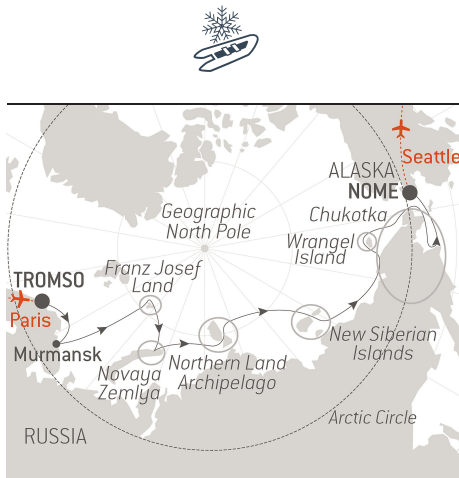 Seattle
ALASKA
NOME
Geographic
North Pole
Chukotka
Wrangel
Island
Franz Josef
Land
TROMSO
Paris
Murmansk
New Siberian
Islands
Novaya
Zemlya
Northern Land
Archipelago
Arctic Circle
RUSSIA